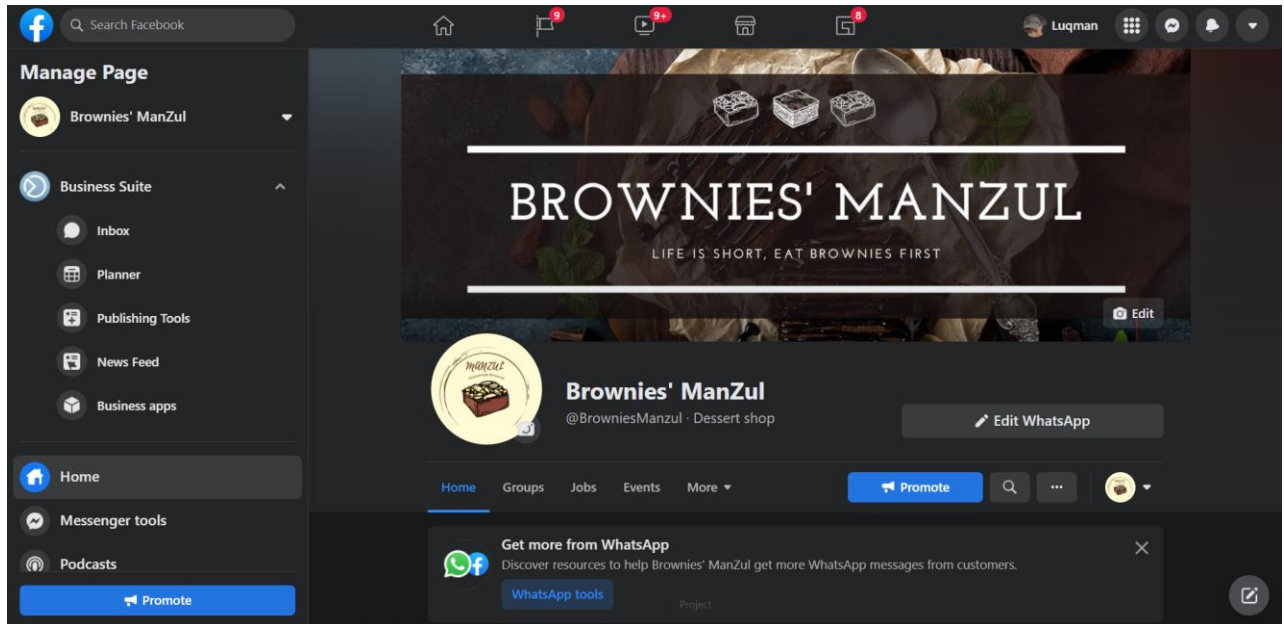 Search Facebook
9
9+
8
Luqman
Manage Page
Brownies' ManZul
Business Suite
Inbox
Planner
Publishing Tools
News Feed
Business apps
Home
Messenger tools
Podcasts
Promote
BROWNIES' MANZUL
LIFE IS SHORT, EAT BROWNIES FIRST
Edit
manzul
Brownies' ManZul
@BrowniesManzul · Dessert shop
Edit WhatsApp
Home Groups Jobs Events More
Promote
Get more from WhatsApp
Discover resources to help Brownies' ManZul get more WhatsApp messages from customers.
WhatsApp tools
Project